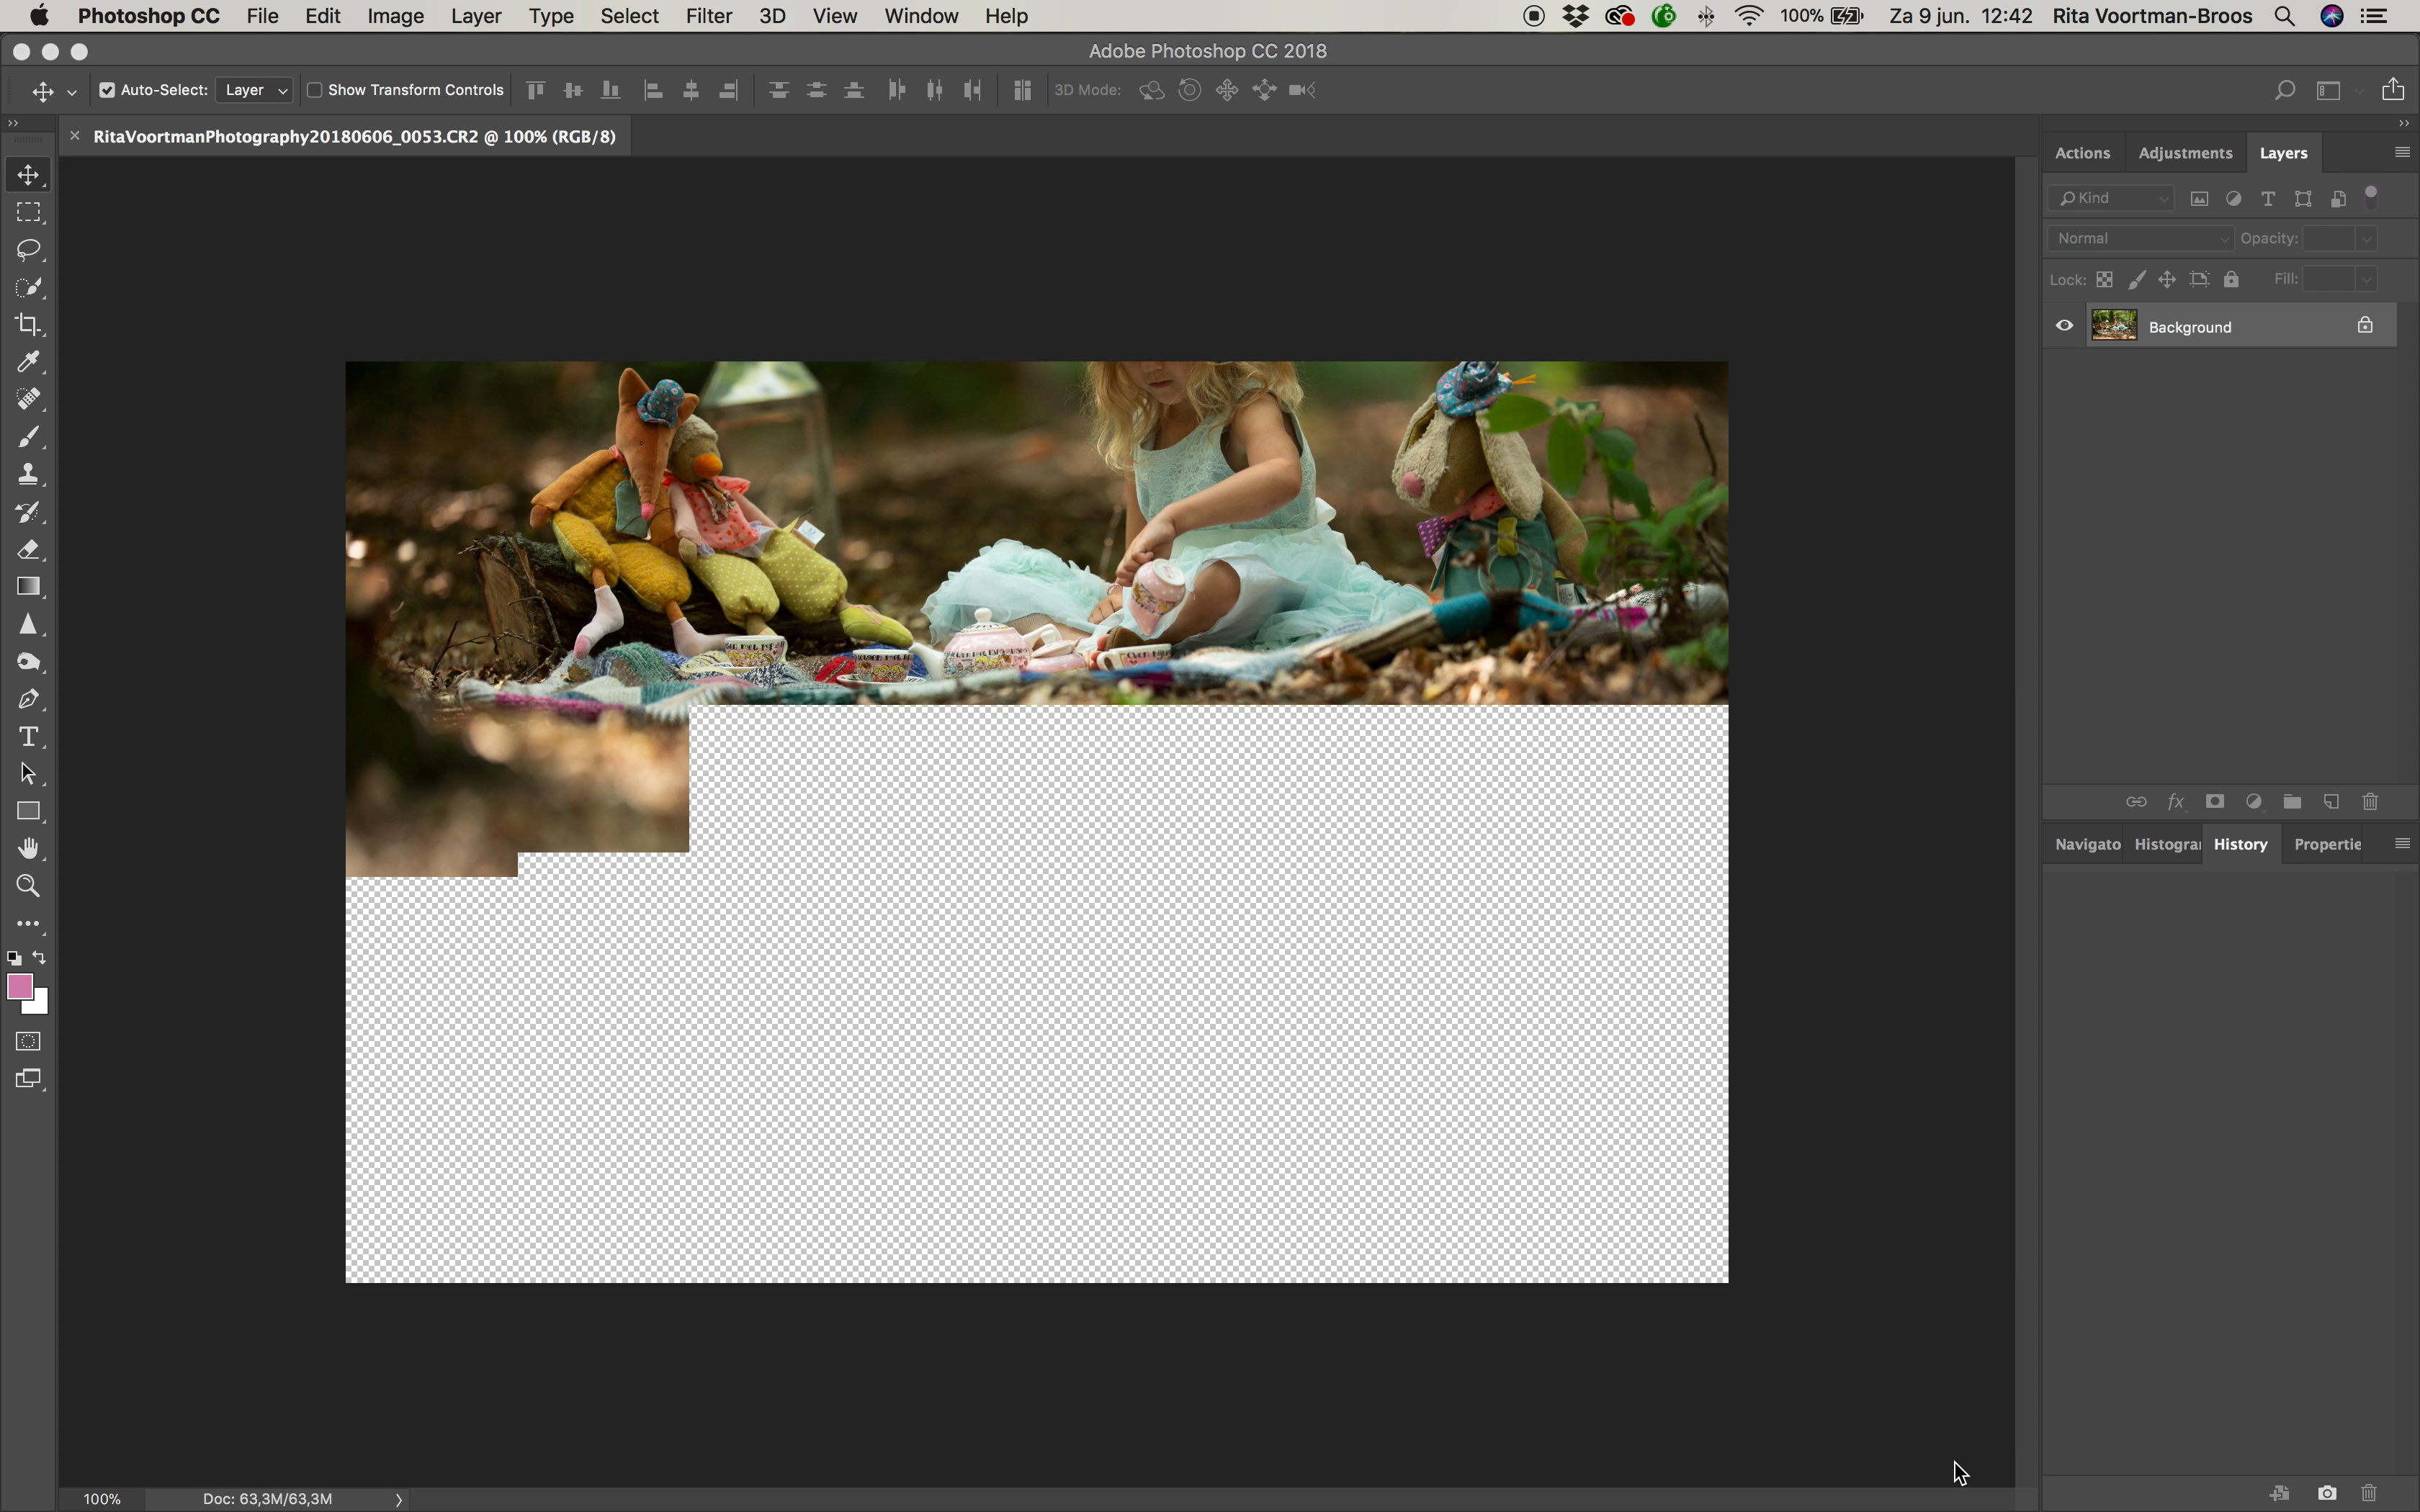 Photoshop CC File Edit Image Layer Type Select Filter 3D View Window Help 100% Za 9 jun. 12:42 Rita Voortman-Broos
Adobe Photoshop CC 2018
Auto-Select: Layer Show Transform Controls 3D Mode:
RitaVoortmanPhotography20180606_0053.CR2 @ 100% (RGB/8)
Actions Adjustments Layers
Kind
Normal Opacity:
Lock: Fill:
Background
Navigato Histogra History Propertie
100% Doc: 63,3M/63,3M